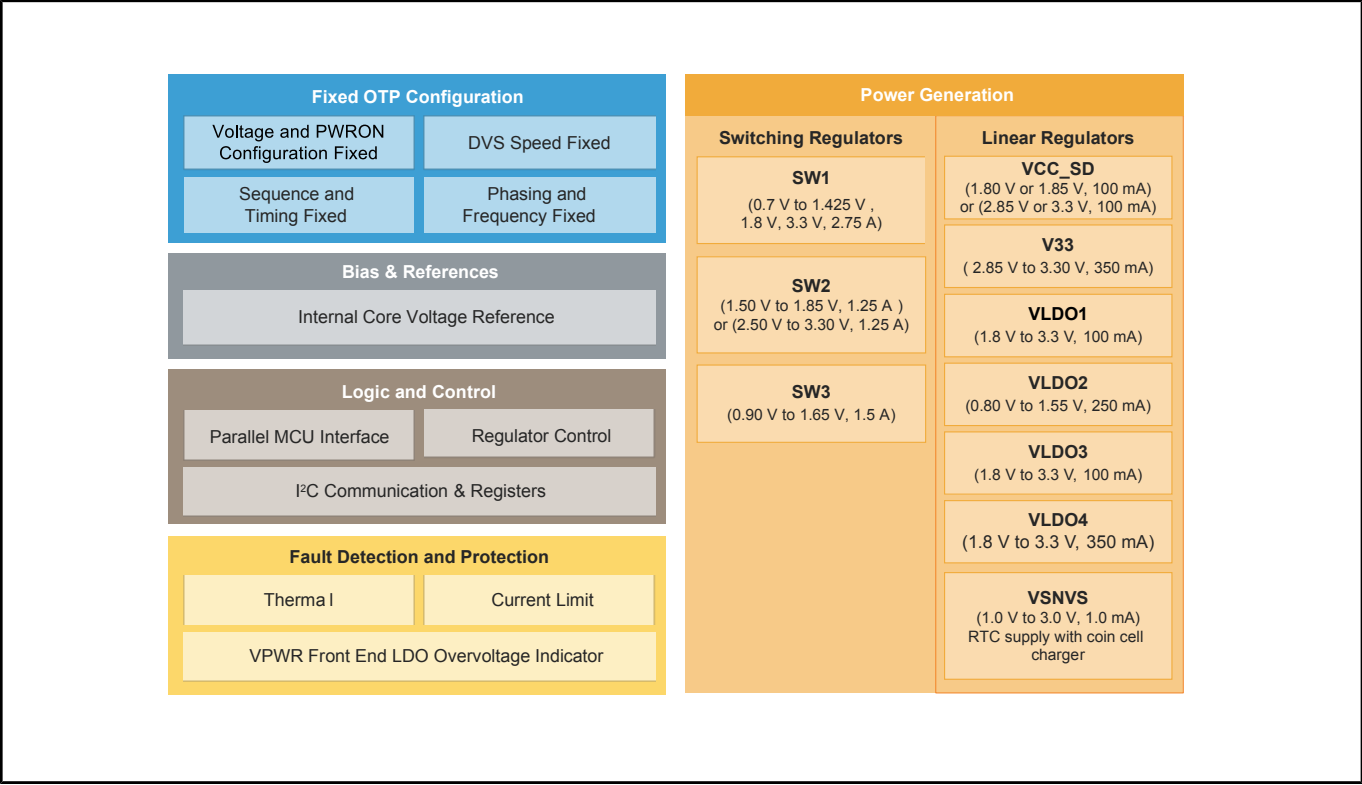 Fixed OTP Configuration
Voltage and PWRON
Configuration Fixed
DVS Speed Fixed
Sequence and
Timing Fixed
Phasing and
Frequency Fixed
Bias & References
Internal Core Voltage Reference
Logic and Control
Parallel MCU Interface
Regulator Control
I²C Communication & Registers
Fault Detection and Protection
Therma l
Current Limit
VPWR Front End LDO Overvoltage Indicator
Power Generation
Switching Regulators
SW1
(0.7 V to 1.425 V ,
1.8 V, 3.3 V, 2.75 A)
SW2
(1.50 V to 1.85 V, 1.25 A )
or (2.50 V to 3.30 V, 1.25 A)
SW3
(0.90 V to 1.65 V, 1.5 A)
Linear Regulators
VCC_SD
(1.80 V or 1.85 V, 100 mA)
or (2.85 V or 3.3 V, 100 mA)
V33
( 2.85 V to 3.30 V, 350 mA)
VLDO1
(1.8 V to 3.3 V, 100 mA)
VLDO2
(0.80 V to 1.55 V, 250 mA)
VLDO3
(1.8 V to 3.3 V, 100 mA)
VLDO4
(1.8 V to 3.3 V, 350 mA)
VSNVS
(1.0 V to 3.0 V, 1.0 mA)
RTC supply with coin cell
charger